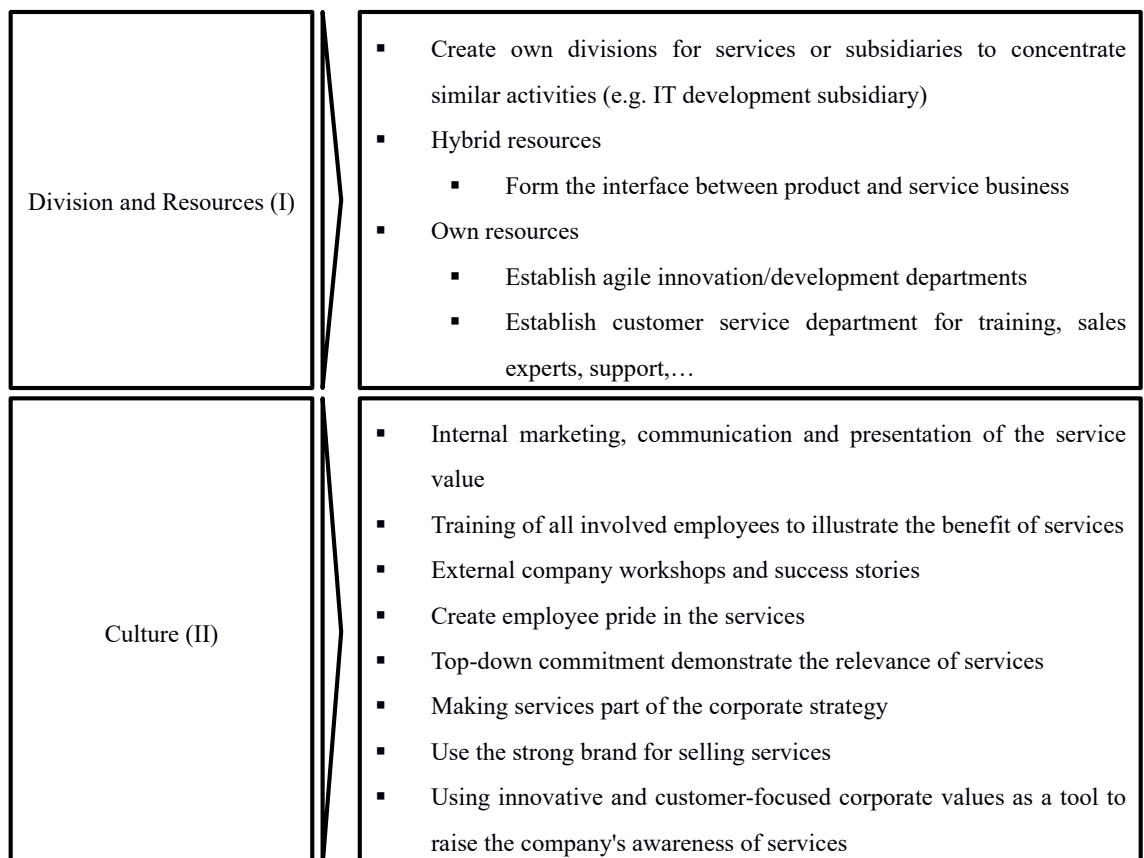 Division and Resources (I)
▪ Create own divisions for services or subsidiaries to concentrate
similar activities (e.g. IT development subsidiary)
▪ Hybrid resources
▪ Form the interface between product and service business
▪ Own resources
▪ Establish agile innovation/development departments
▪ Establish customer service department for training, sales
experts, support,…
Culture (II)
▪ Internal marketing, communication and presentation of the service
value
▪ Training of all involved employees to illustrate the benefit of services
▪ External company workshops and success stories
▪ Create employee pride in the services
▪ Top-down commitment demonstrate the relevance of services
▪ Making services part of the corporate strategy
▪ Use the strong brand for selling services
▪ Using innovative and customer-focused corporate values as a tool to
raise the company's awareness of services